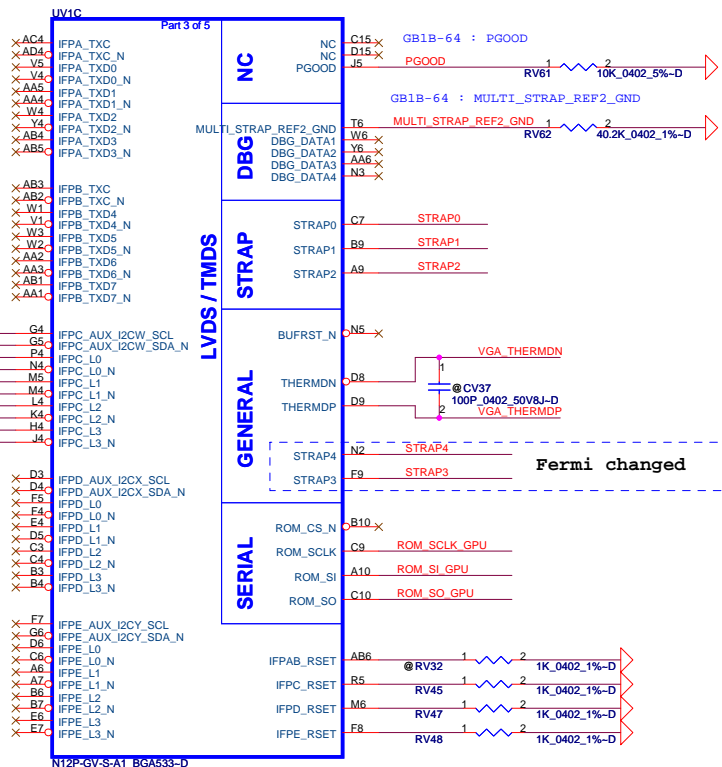 UV1C
Part 3 of 5
AC4 IFPA_TXC
AD4 IFPA_TXC_N
V5 IFPA_TXD0
V4 IFPA_TXD0_N
AA5 IFPA_TXD1
AA4 IFPA_TXD1_N
W4 IFPA_TXD2
Y4 IFPA_TXD2_N
AB4 IFPA_TXD3
AB5 IFPA_TXD3_N
AB3 IFPB_TXC
AB2 IFPB_TXC_N
W1 IFPB_TXD4
V1 IFPB_TXD4_N
W3 IFPB_TXD5
W2 IFPB_TXD5_N
AA2 IFPB_TXD6
AA3 IFPB_TXD6_N
AB1 IFPB_TXD7
AA1 IFPB_TXD7_N
G4 IFPC_AUX_I2CW_SCL
G5 IFPC_AUX_I2CW_SDA_N
P4 IFPC_L0
N4 IFPC_L0_N
M5 IFPC_L1
M4 IFPC_L1_N
L4 IFPC_L2
K4 IFPC_L2_N
H4 IFPC_L3
J4 IFPC_L3_N
D3 IFPD_AUX_I2CX_SCL
D4 IFPD_AUX_I2CX_SDA_N
F5 IFPD_L0
F4 IFPD_L0_N
E4 IFPD_L1
D5 IFPD_L1_N
C3 IFPD_L2
C4 IFPD_L2_N
B3 IFPD_L3
B4 IFPD_L3_N
F7 IFPE_AUX_I2CY_SCL
G6 IFPE_AUX_I2CY_SDA_N
D6 IFPE_L0
C6 IFPE_L0_N
A6 IFPE_L1
A7 IFPE_L1_N
B6 IFPE_L2
B7 IFPE_L2_N
E6 IFPE_L3
E7 IFPE_L3_N
LVDS / TMDS
NC
NC C15
NC D15
PGOOD J5 PGOOD
GB1B-64 : PGOOD
RV61 1 2 10K_0402_5%~D
DBG
GB1B-64 : MULTI_STRAP_REF2_GND
MULTI_STRAP_REF2_GND T6 MULTI_STRAP_REF2_GND
RV62 1 2 40.2K_0402_1%~D
DBG_DATA1 W6
DBG_DATA2 Y6
DBG_DATA3 AA6
DBG_DATA4 N3
STRAP
STRAP0 C7 STRAP0
STRAP1 B9 STRAP1
STRAP2 A9 STRAP2
GENERAL
BUFRST_N N5
VGA_THERMDN
THERMDN D8
1
@ CV37
100P_0402_50V8J~D
2
THERMDP D9
VGA_THERMDP
STRAP4 N2 STRAP4
STRAP3 F9 STRAP3
Fermi changed
SERIAL
ROM_CS_N B10
ROM_SCLK C9 ROM_SCLK_GPU
ROM_SI A10 ROM_SI_GPU
ROM_SO C10 ROM_SO_GPU
IFPAB_RSET AB6 @ RV32 1 2 1K_0402_1%~D
IFPC_RSET R5 RV45 1 2 1K_0402_1%~D
IFPD_RSET M6 RV47 1 2 1K_0402_1%~D
IFPE_RSET F8 RV48 1 2 1K_0402_1%~D
N12P-GV-S-A1_BGA533~D